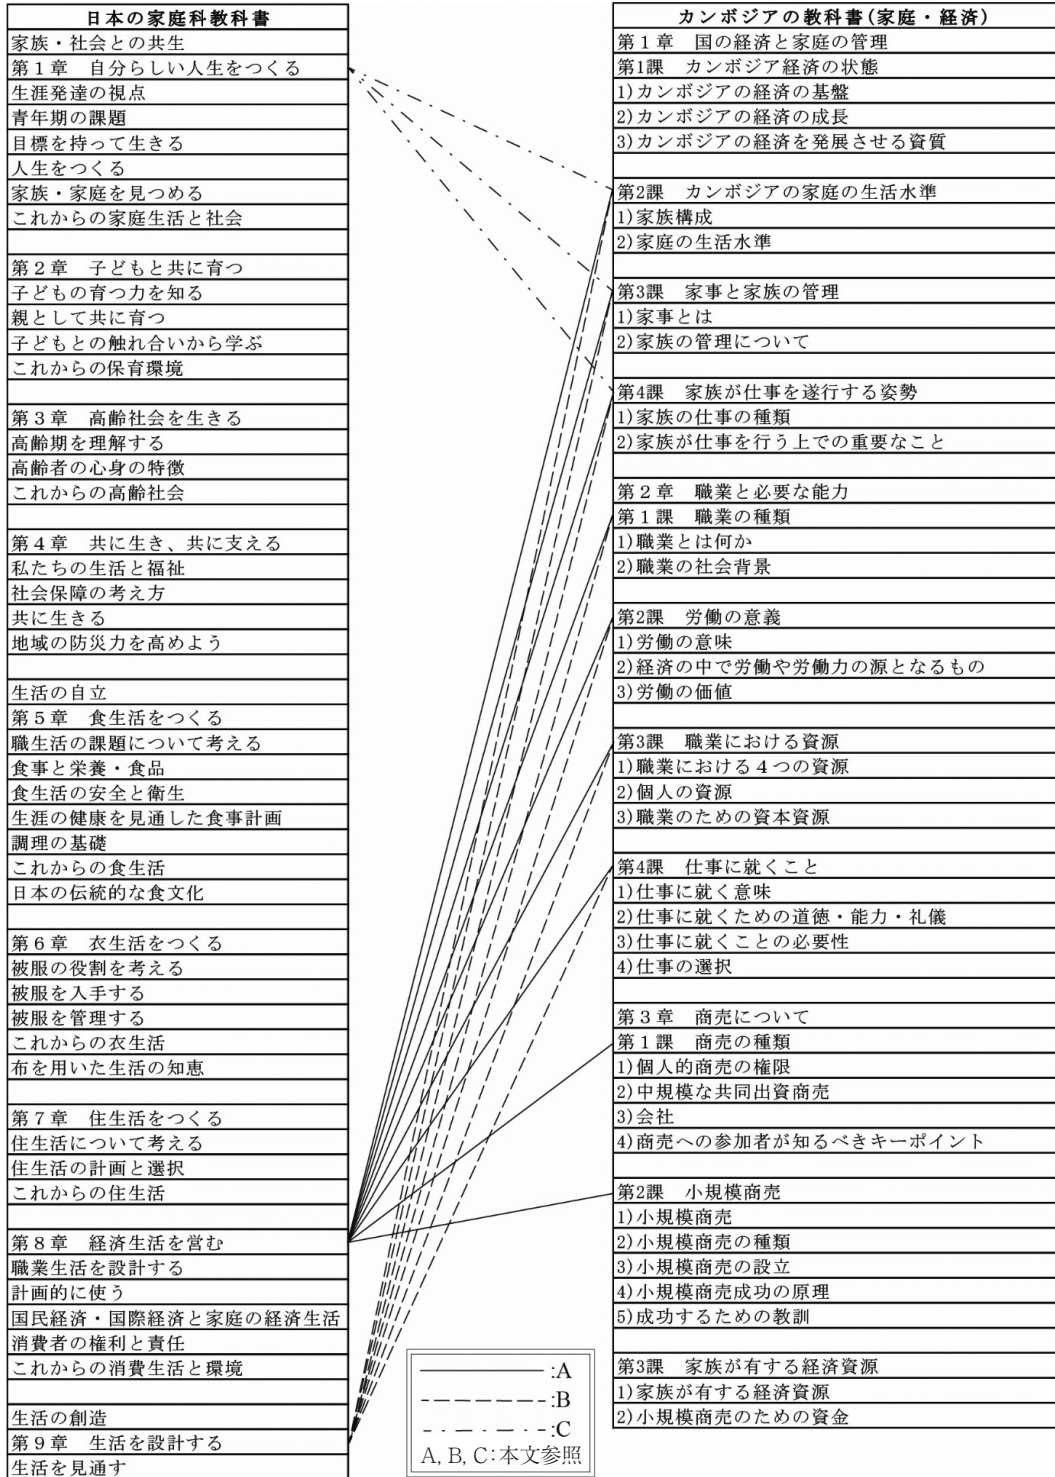 日本の家庭科教科書
家族・社会との共生
第１章　自分らしい人生をつくる
生涯発達の視点
青年期の課題
目標を持って生きる
人生をつくる
家族・家庭を見つめる
これからの家庭生活と社会
第２章　子どもと共に育つ
子どもの育つ力を知る
親として共に育つ
子どもとの触れ合いから学ぶ
これからの保育環境
第３章　高齢社会を生きる
高齢期を理解する
高齢者の心身の特徴
これからの高齢社会
第４章　共に生き、共に支える
私たちの生活と福祉
社会保障の考え方
共に生きる
地域の防災力を高めよう
生活の自立
第５章　食生活をつくる
職生活の課題について考える
食事と栄養・食品
食生活の安全と衛生
生涯の健康を見通した食事計画
調理の基礎
これからの食生活
日本の伝統的な食文化
第６章　衣生活をつくる
被服の役割を考える
被服を入手する
被服を管理する
これからの衣生活
布を用いた生活の知恵
第７章　住生活をつくる
住生活について考える
住生活の計画と選択
これからの住生活
第８章　経済生活を営む
職業生活を設計する
計画的に使う
国民経済・国際経済と家庭の経済生活
消費者の権利と責任
これからの消費生活と環境
生活の創造
第９章　生活を設計する
生活を見通す
カンボジアの教科書(家庭・経済)
第１章　国の経済と家庭の管理
第1課　カンボジア経済の状態
1)カンボジアの経済の基盤
2)カンボジアの経済の成長
3)カンボジアの経済を発展させる資質
第2課　カンボジアの家庭の生活水準
1)家族構成
2)家庭の生活水準
第3課　家事と家族の管理
1)家事とは
2)家族の管理について
第4課　家族が仕事を遂行する姿勢
1)家族の仕事の種類
2)家族が仕事を行う上での重要なこと
第２章　職業と必要な能力
第１課　職業の種類
1)職業とは何か
2)職業の社会背景
第2課　労働の意義
1)労働の意味
2)経済の中で労働や労働力の源となるもの
3)労働の価値
第3課　職業における資源
1)職業における４つの資源
2)個人の資源
3)職業のための資本資源
第4課　仕事に就くこと
1)仕事に就く意味
2)仕事に就くための道徳・能力・礼儀
3)仕事に就くことの必要性
4)仕事の選択
第３章　商売について
第１課　商売の種類
1)個人的商売の権限
2)中規模な共同出資商売
3)会社
4)商売への参加者が知るべきキーポイント
第2課　小規模商売
1)小規模商売
2)小規模商売の種類
3)小規模商売の設立
4)小規模商売成功の原理
5)成功するための教訓
第3課　家族が有する経済資源
1)家族が有する経済資源
2)小規模商売のための資金
:A
:B
:C
A, B, C:本文参照